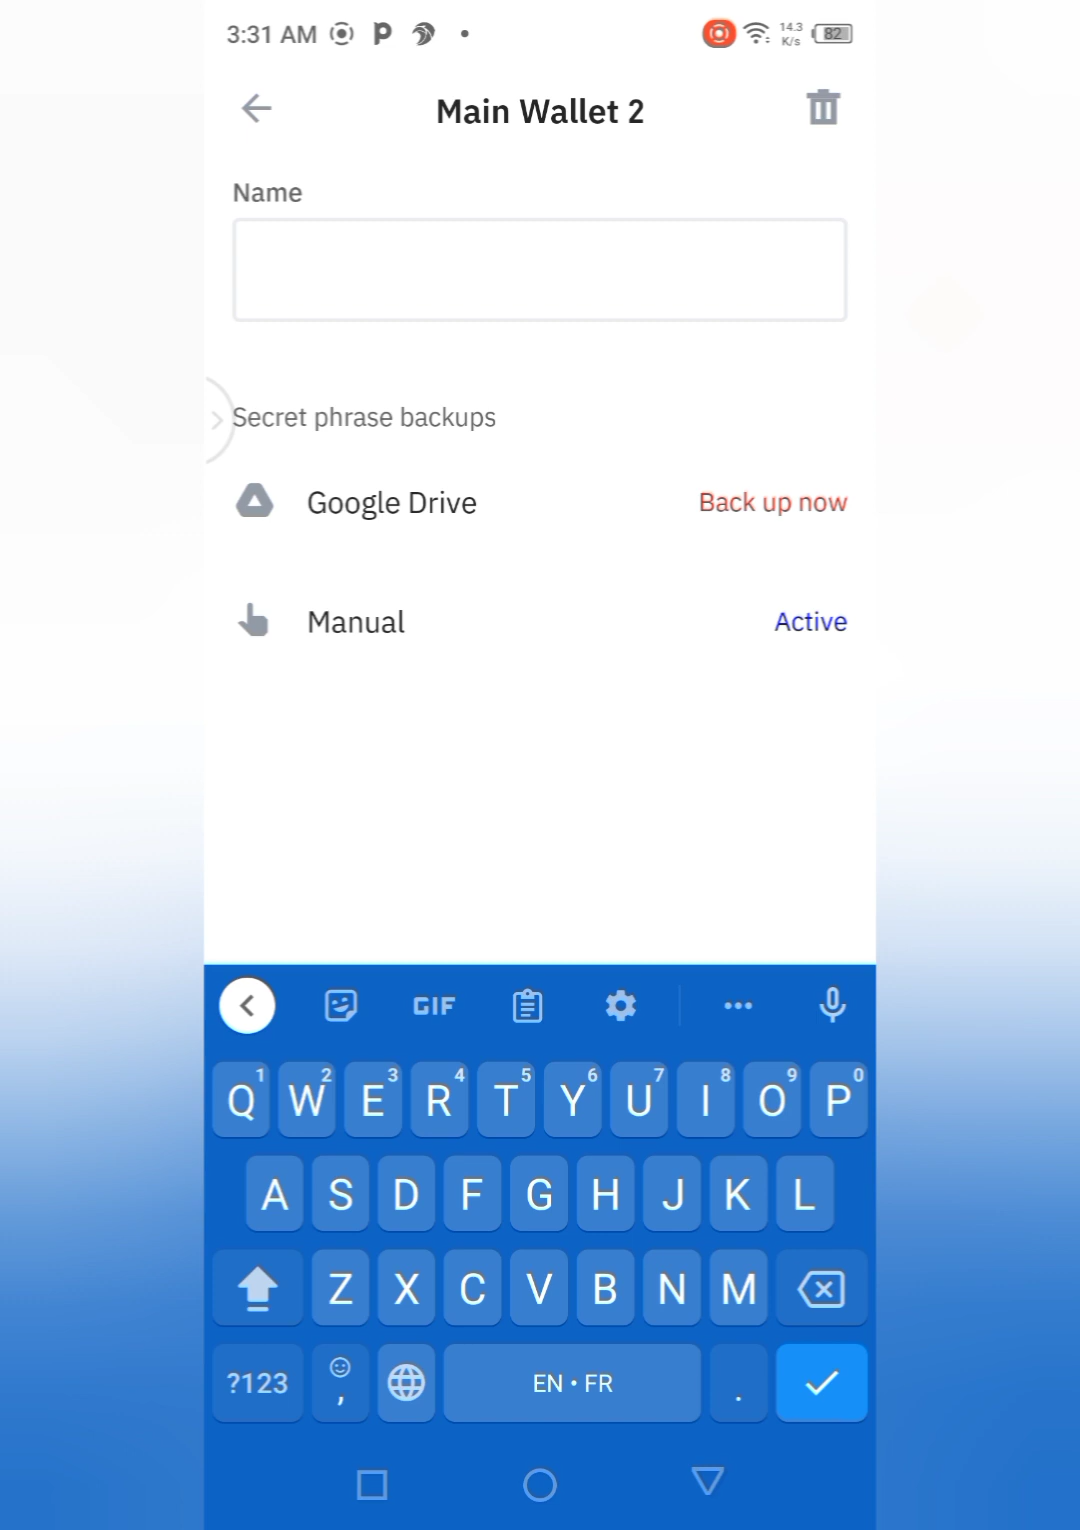 3:31 AM
14.3
K/s
82
Main Wallet 2
Name
Secret phrase backups
Google Drive
Back up now
Manual
Active
GIF
Q1 W2 E3 R4 T5 Y6 U7 I8 O9 P0
A S D F G H J K L
Z X C V B N M
?123 , EN • FR .